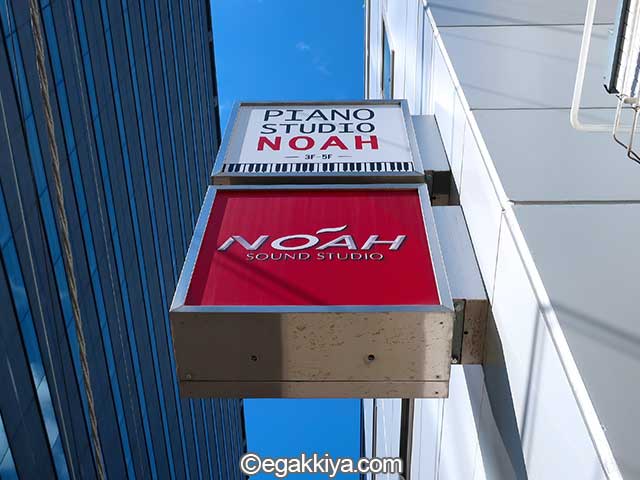 PIANO
STUDIO
NOAH
— 3F-5F —
NOAH
SOUND STUDIO
©egakkiya.com